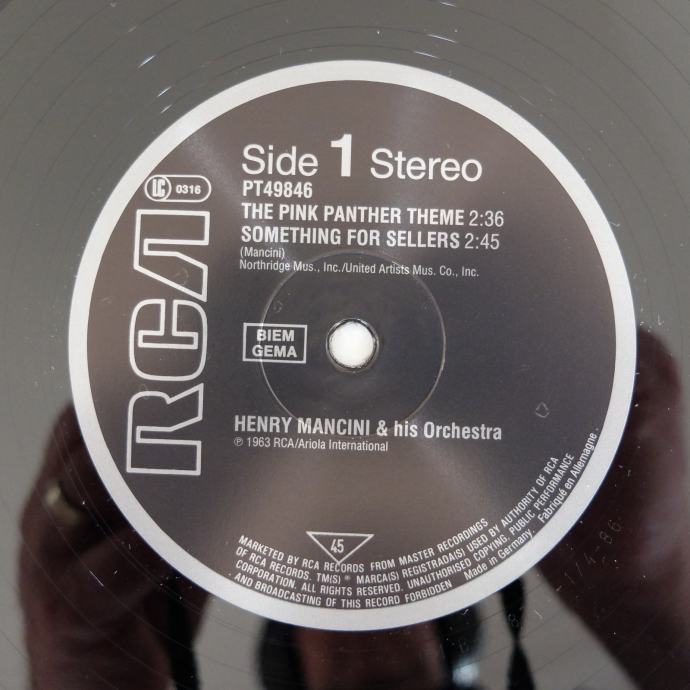 Side 1 Stereo
LC 0316
PT49846
THE PINK PANTHER THEME 2:36
SOMETHING FOR SELLERS 2:45
(Mancini)
Northridge Mus., Inc./United Artists Mus. Co., Inc.
RCA
BIEM
GEMA
HENRY MANCINI & his Orchestra
℗ 1963 RCA/Ariola International
45
MARKETED BY RCA RECORDS FROM MASTER RECORDINGS
OF RCA RECORDS. TM(S) ® MARCA(S) REGISTRADA(S) USED BY AUTHORITY OF RCA
CORPORATION. ALL RIGHTS RESERVED. UNAUTHORISED COPYING, PUBLIC PERFORMANCE
AND BROADCASTING OF THIS RECORD FORBIDDEN Made in Germany. Fabriqué en Allemagne.